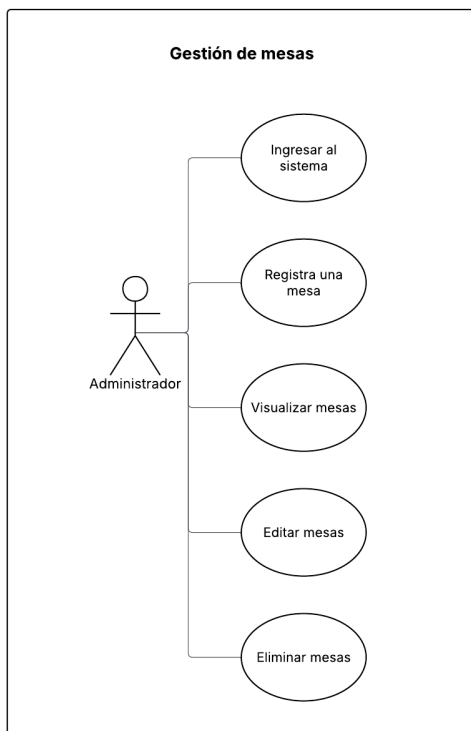 Gestión de mesas
Ingresar al
sistema
Registra una
mesa
Administrador
Visualizar mesas
Editar mesas
Eliminar mesas